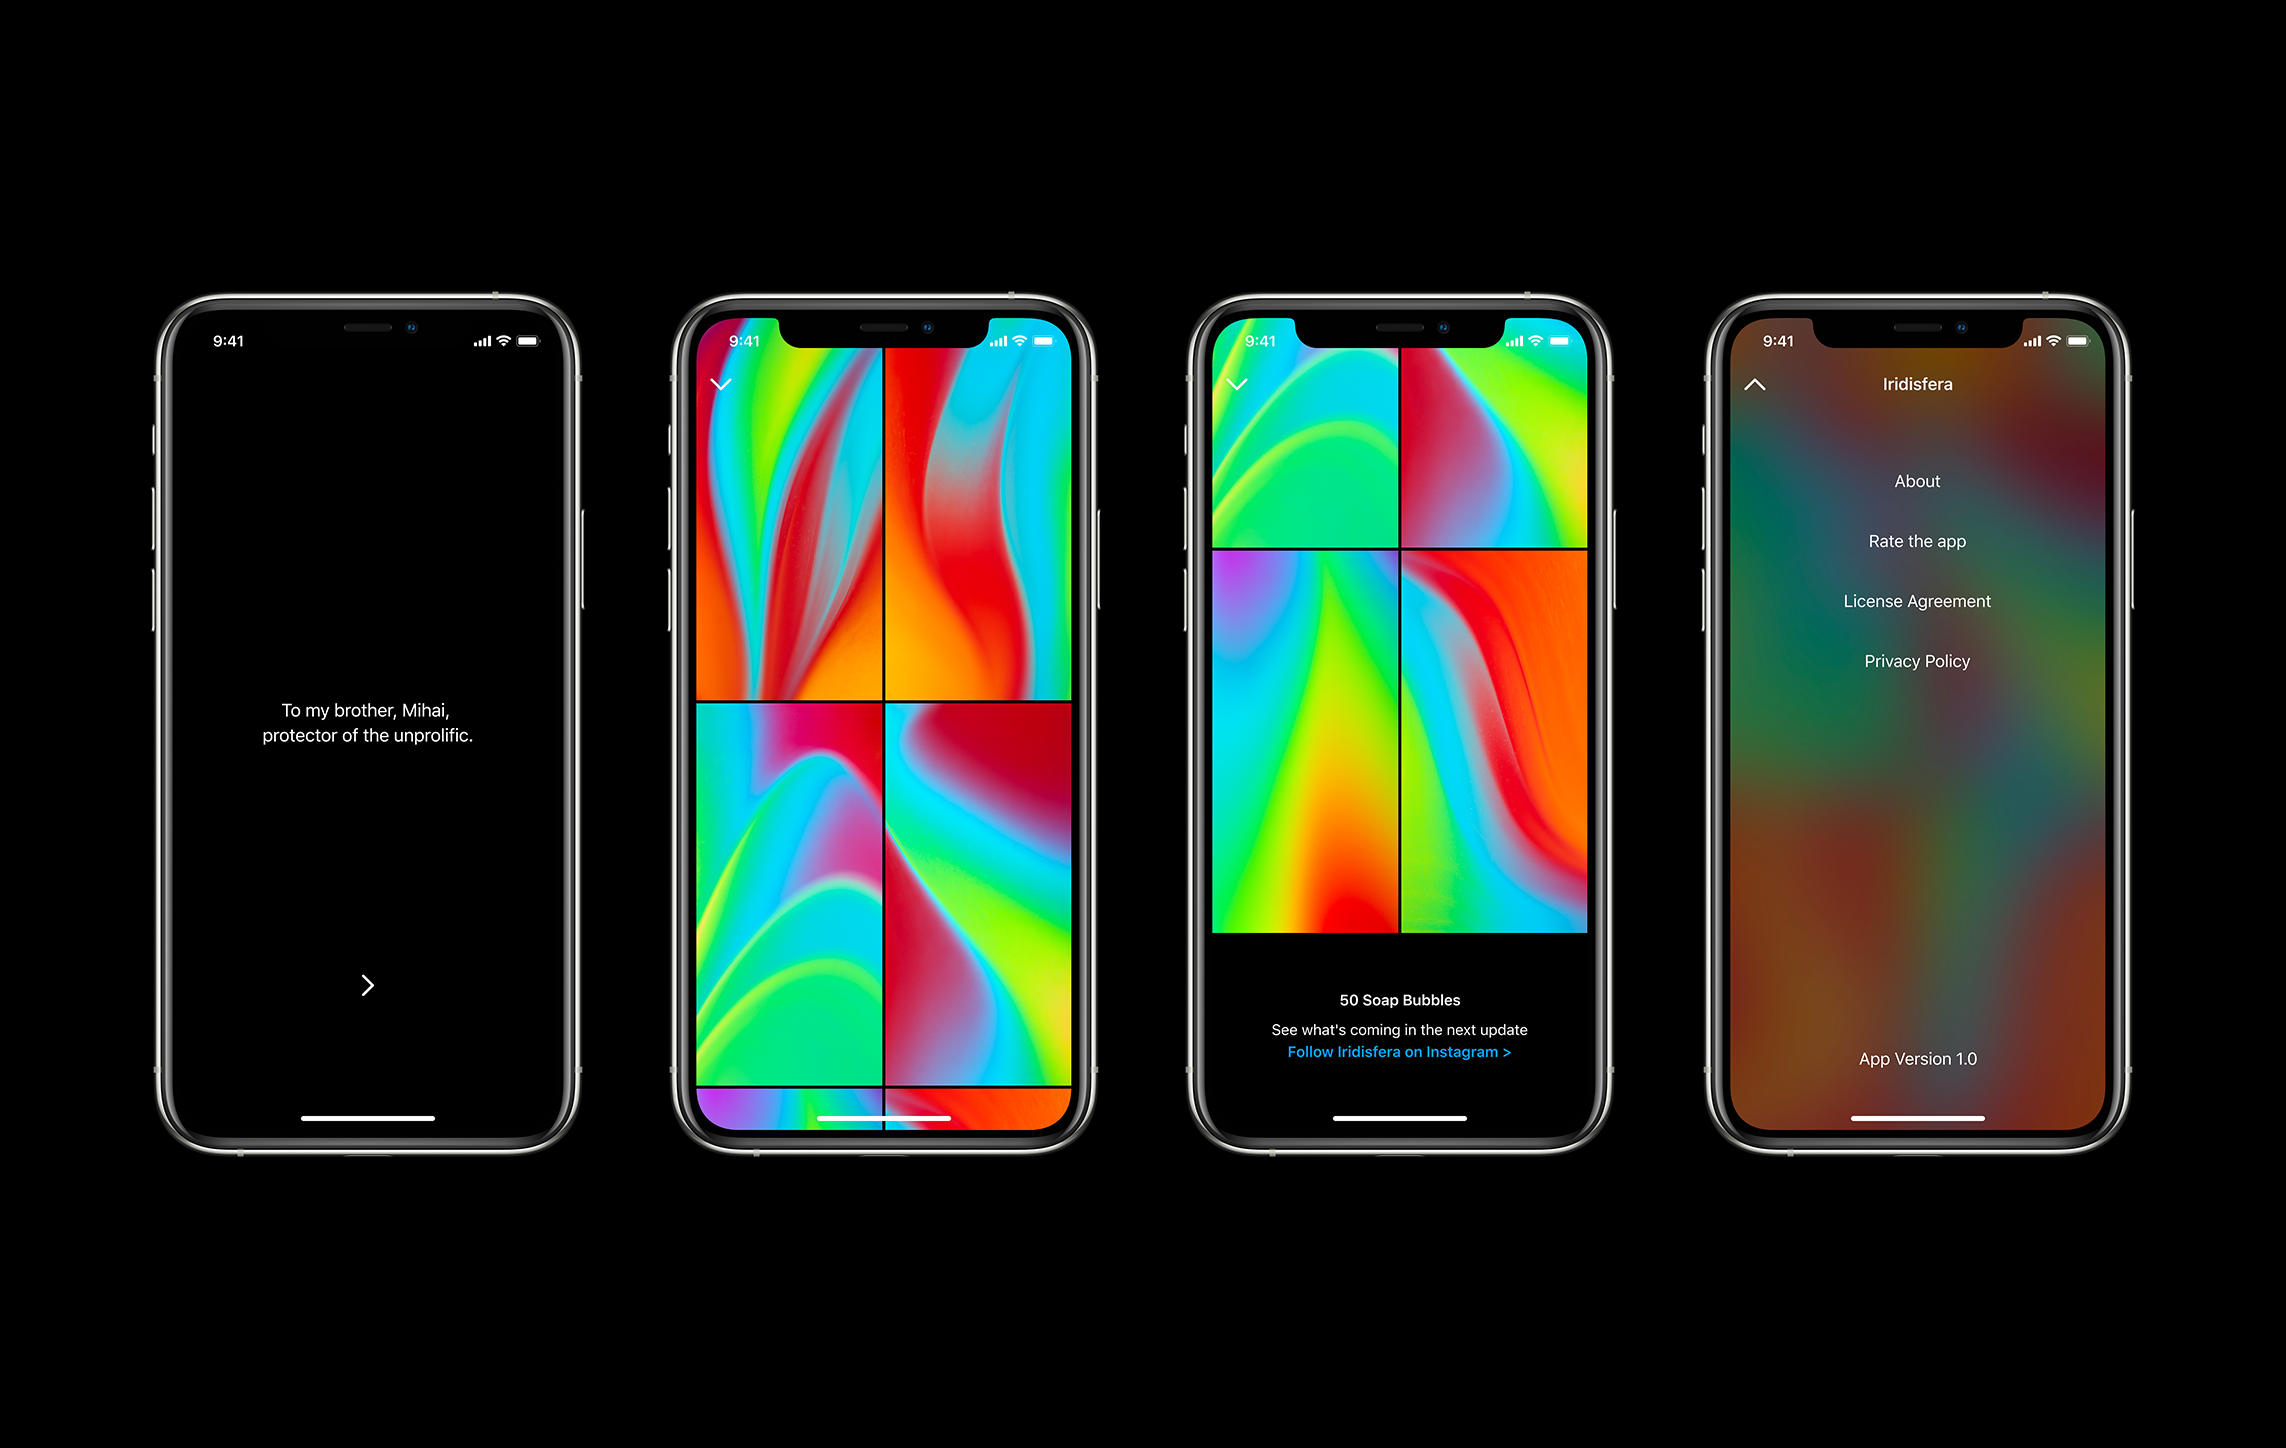 9:41
To my brother, Mihai,
protector of the unprolific.
9:41
9:41
50 Soap Bubbles
See what's coming in the next update
Follow Iridisfera on Instagram >
9:41
Iridisfera
About
Rate the app
License Agreement
Privacy Policy
App Version 1.0